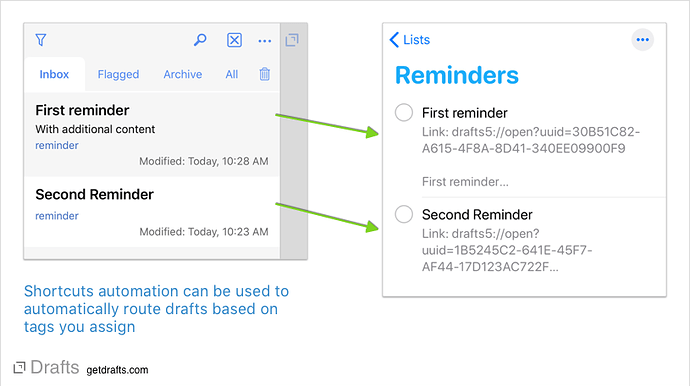 Inbox Flagged Archive All
First reminder
With additional content
reminder
Modified: Today, 10:28 AM
Second Reminder
reminder
Modified: Today, 10:23 AM
Shortcuts automation can be used to
automatically route drafts based on
tags you assign
Lists
Reminders
First reminder
Link: drafts5://open?uuid=30B51C82-
A615-4F8A-8D41-340EE09900F9
First reminder...
Second Reminder
Link: drafts5://open?
uuid=1B5245C2-641E-45F7-
AF44-17D123AC722F...
Drafts getdrafts.com